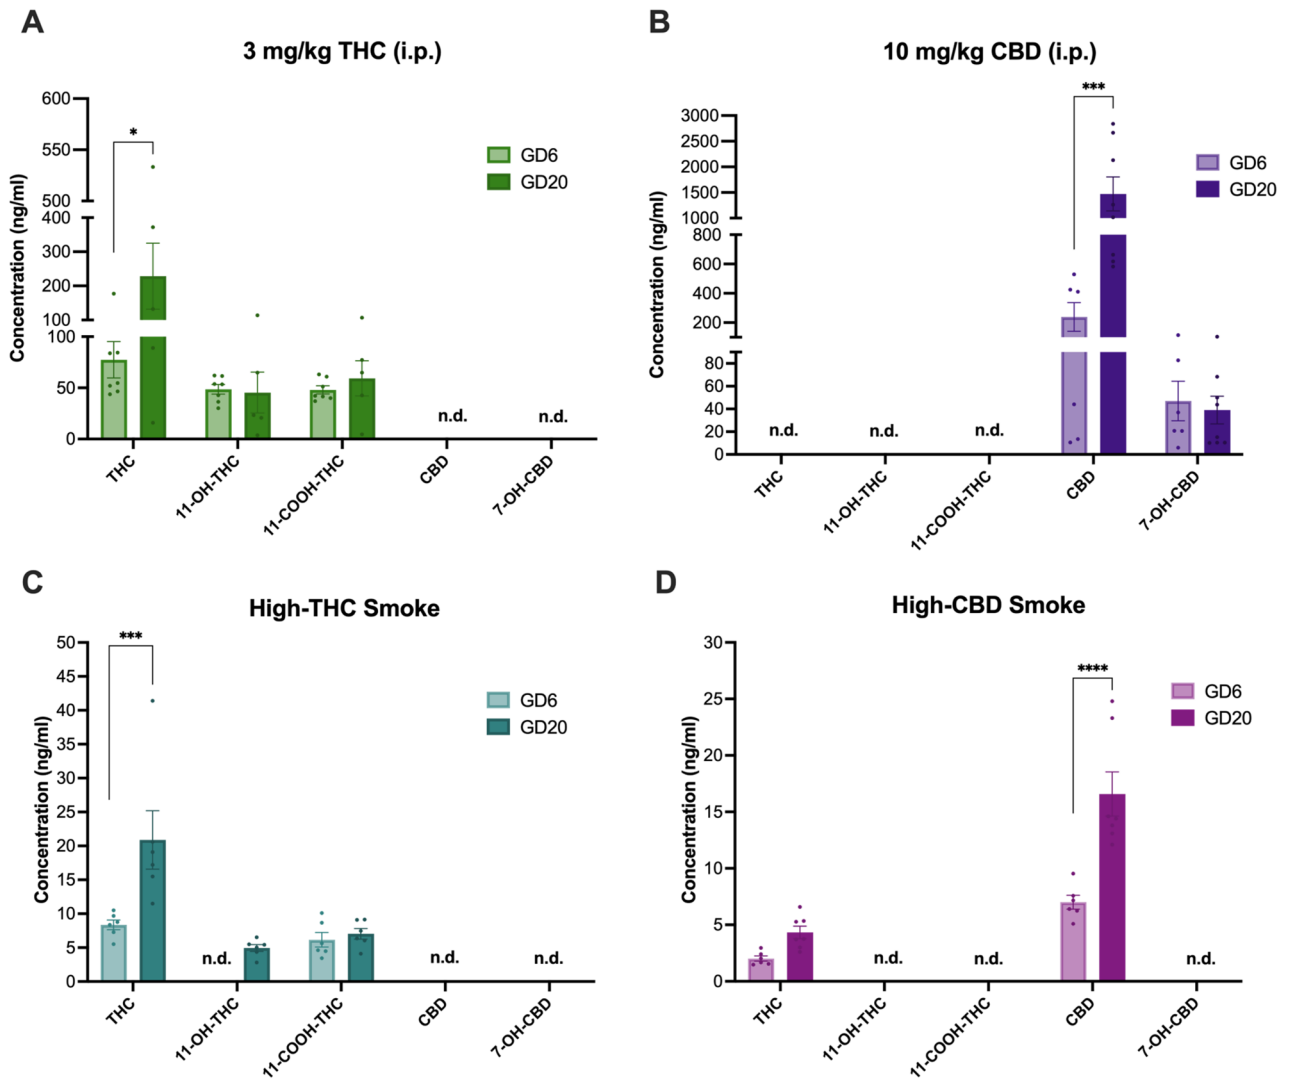 A
3 mg/kg THC (i.p.)
Concentration (ng/ml)
600
550
500
400
300
200
100
100
50
0
*
GD6
GD20
n.d.
n.d.
THC
11-OH-THC
11-COOH-THC
CBD
7-OH-CBD
B
10 mg/kg CBD (i.p.)
Concentration (ng/ml)
3000
2500
2000
1500
1000
800
600
400
200
80
60
40
20
0
***
GD6
GD20
n.d.
n.d.
n.d.
THC
11-OH-THC
11-COOH-THC
CBD
7-OH-CBD
C
High-THC Smoke
Concentration (ng/ml)
50
45
40
35
30
25
20
15
10
5
0
***
GD6
GD20
n.d.
n.d.
n.d.
THC
11-OH-THC
11-COOH-THC
CBD
7-OH-CBD
D
High-CBD Smoke
Concentration (ng/ml)
30
25
20
15
10
5
0
****
GD6
GD20
n.d.
n.d.
n.d.
THC
11-OH-THC
11-COOH-THC
CBD
7-OH-CBD